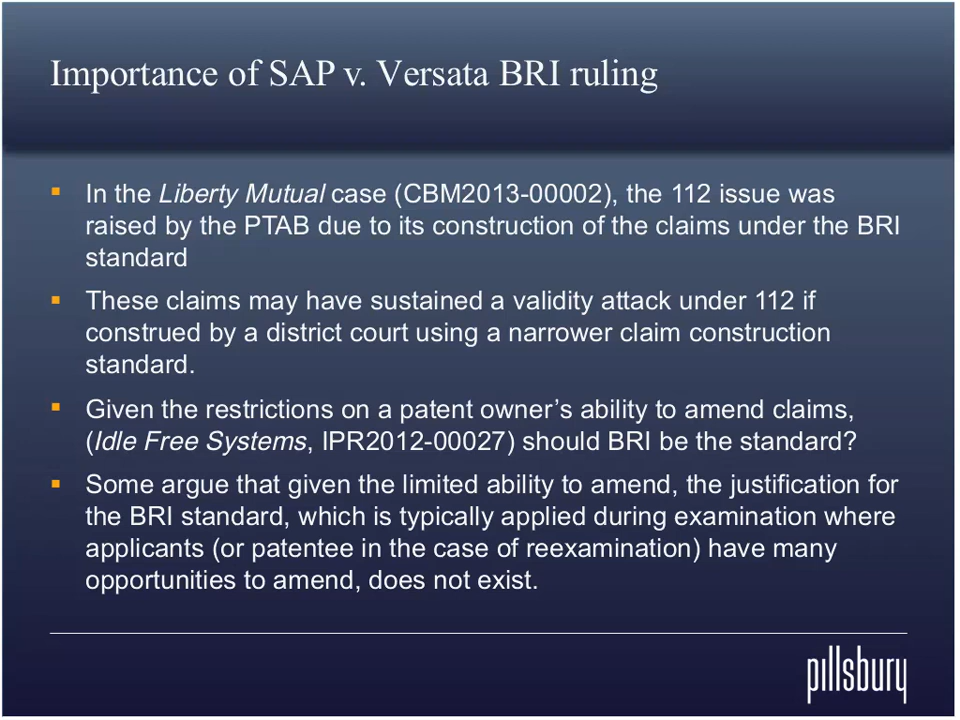 Importance of SAP v. Versata BRI ruling
In the Liberty Mutual case (CBM2013-00002), the 112 issue was
raised by the PTAB due to its construction of the claims under the BRI
standard
These claims may have sustained a validity attack under 112 if
construed by a district court using a narrower claim construction
standard.
Given the restrictions on a patent owner’s ability to amend claims,
(Idle Free Systems, IPR2012-00027) should BRI be the standard?
Some argue that given the limited ability to amend, the justification for
the BRI standard, which is typically applied during examination where
applicants (or patentee in the case of reexamination) have many
opportunities to amend, does not exist.
pillsbury